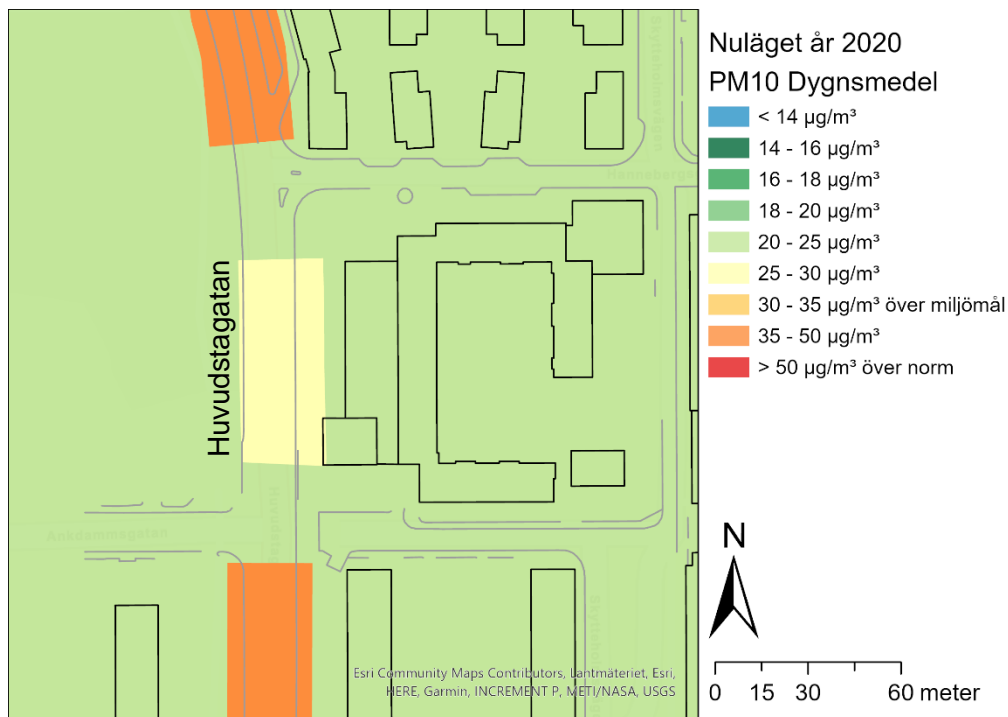 Nuläget år 2020
PM10 Dygnsmedel
< 14 µg/m³
14 - 16 µg/m³
16 - 18 µg/m³
18 - 20 µg/m³
20 - 25 µg/m³
25 - 30 µg/m³
30 - 35 µg/m³ över miljömål
35 - 50 µg/m³
> 50 µg/m³ över norm
Huvudstagatan
Ankdammsgatan
Esri Community Maps Contributors, Lantmäteriet, Esri,
HERE, Garmin, INCREMENT P, METI/NASA, USGS
N
0 15 30 60 meter